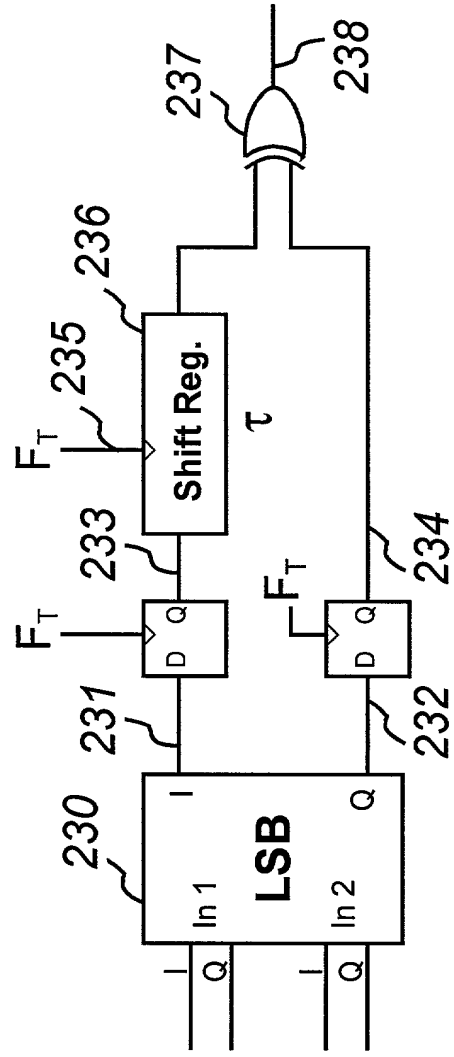 230
I
Q
In 1
I
Q
In 2
LSB
I
Q
231
232
F_T
D Q
F_T
D Q
233
234
F_T
235
Shift Reg.
τ
236
237
238